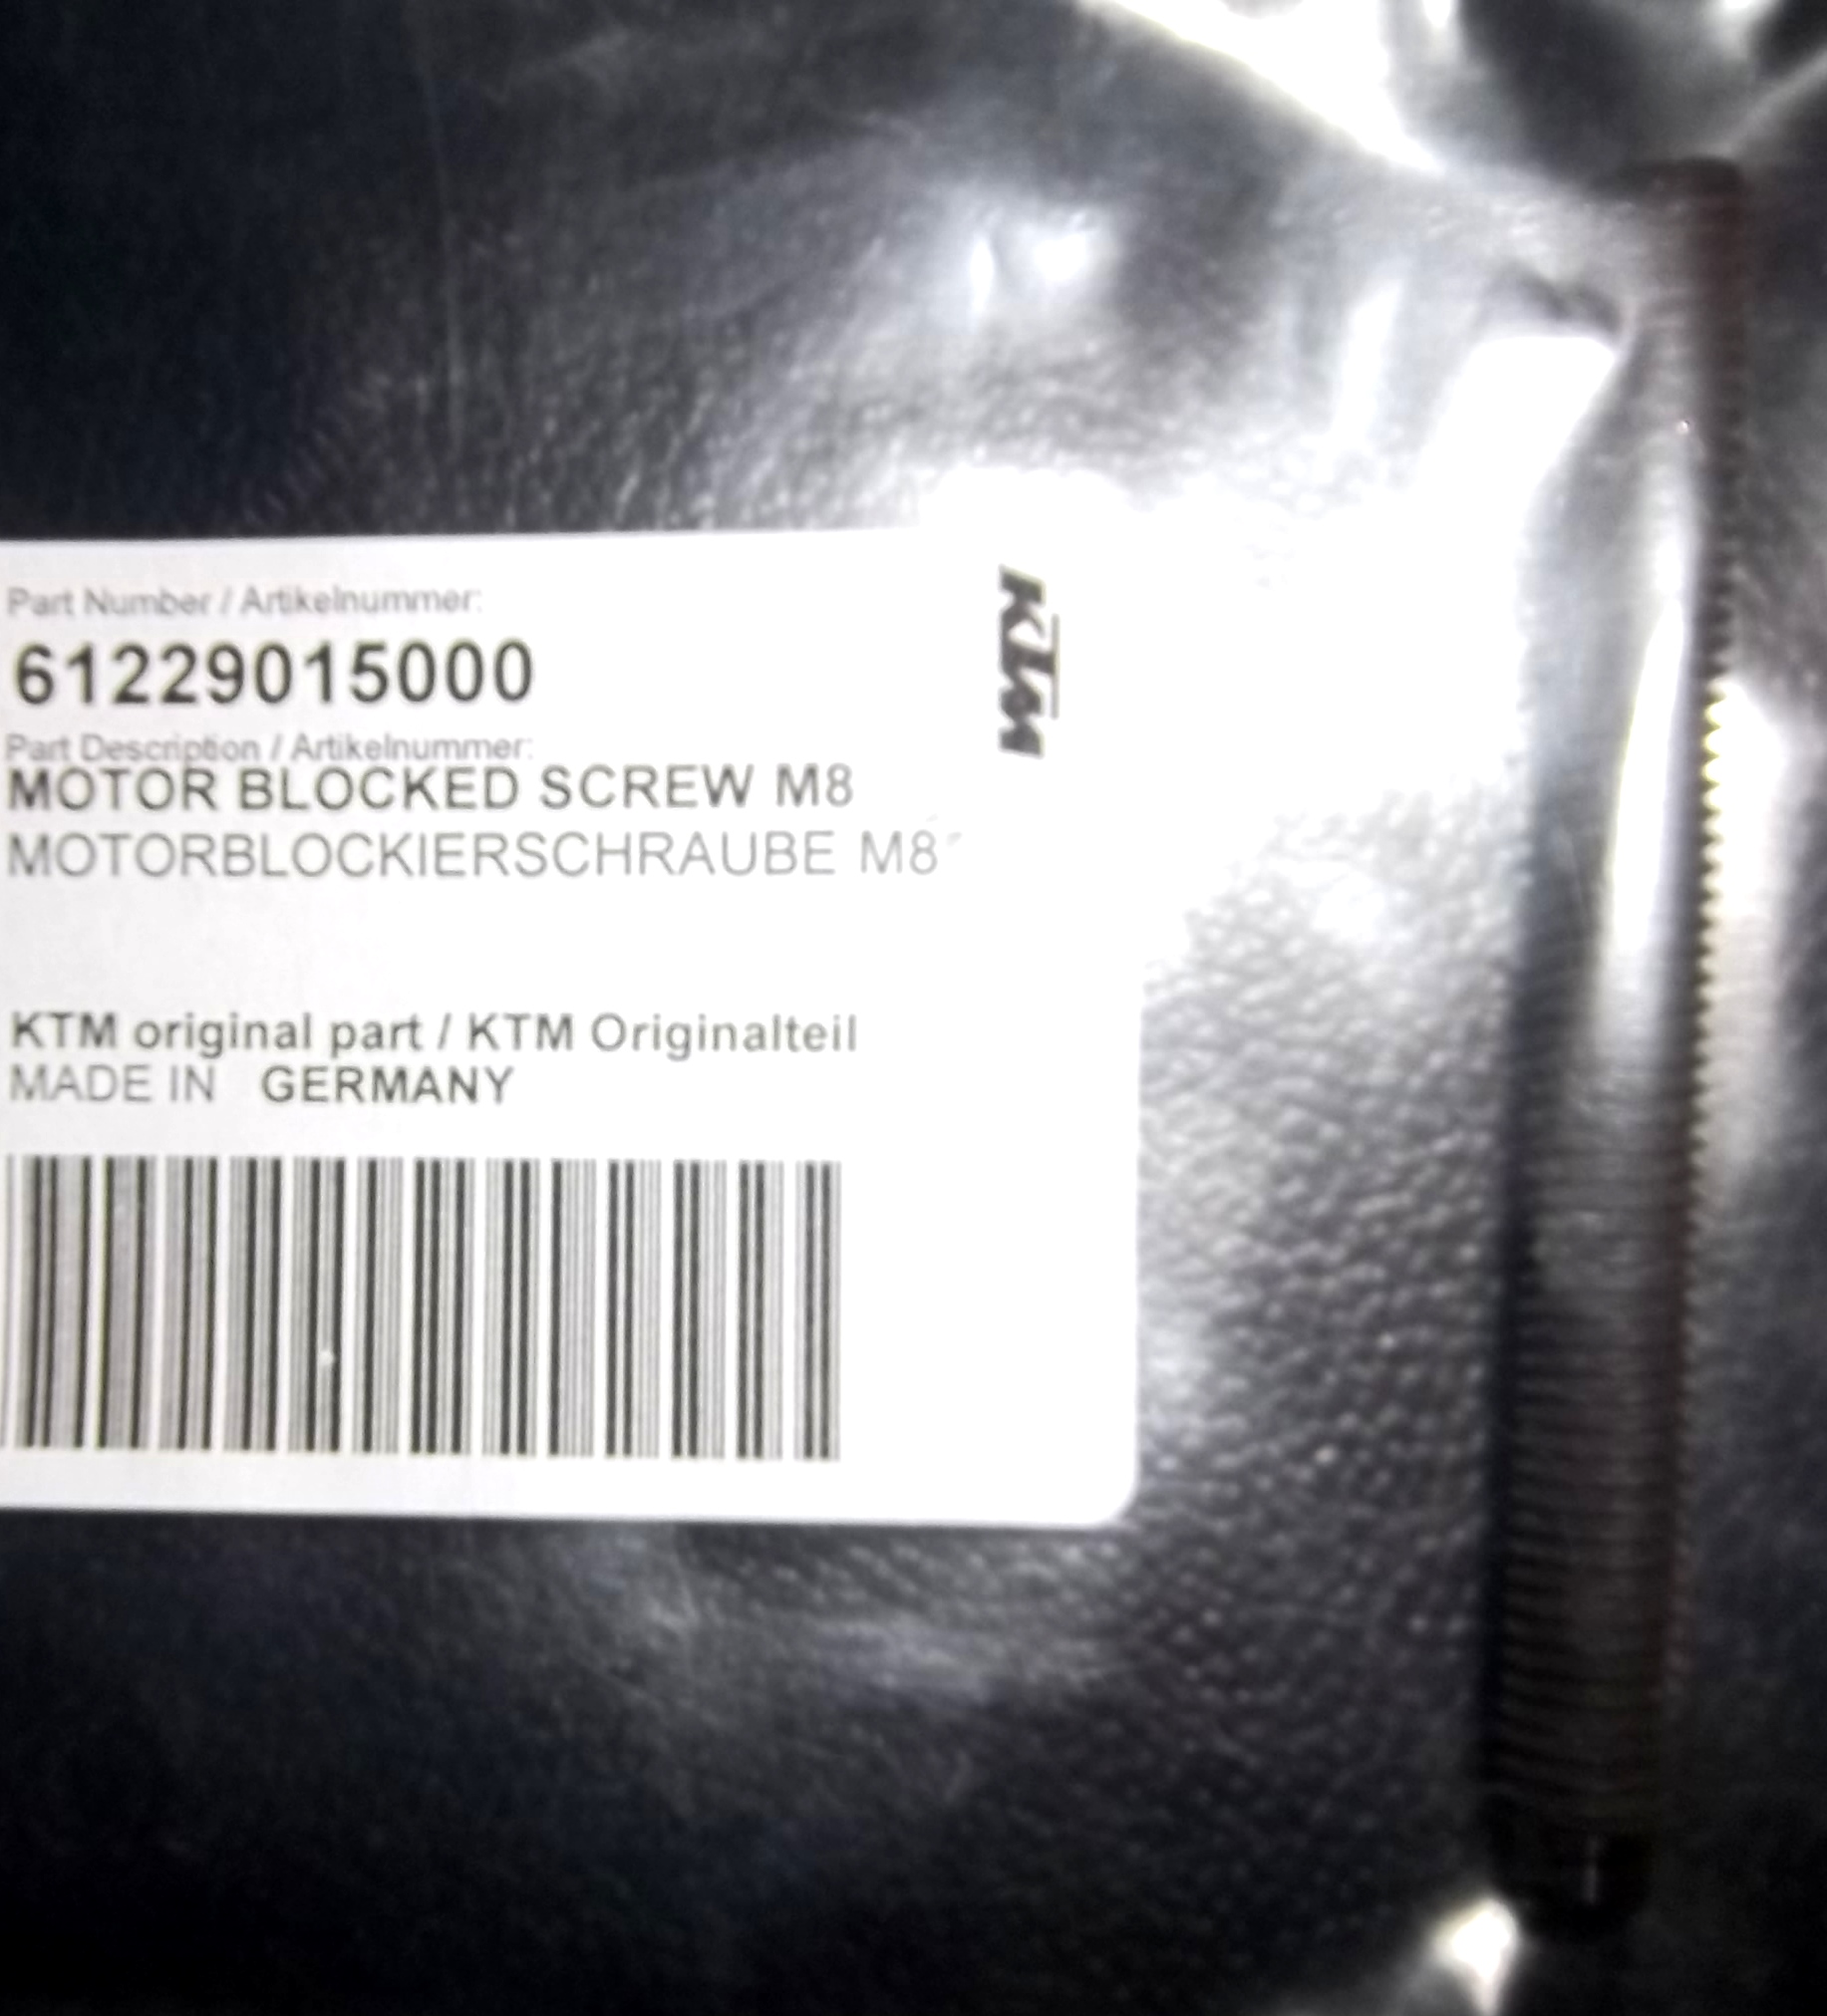 Part Number / Artikelnummer:
61229015000
KTM
Part Description / Artikelnummer:
MOTOR BLOCKED SCREW M8
MOTORBLOCKIERSCHRAUBE M8
KTM original part / KTM Originalteil
MADE IN GERMANY